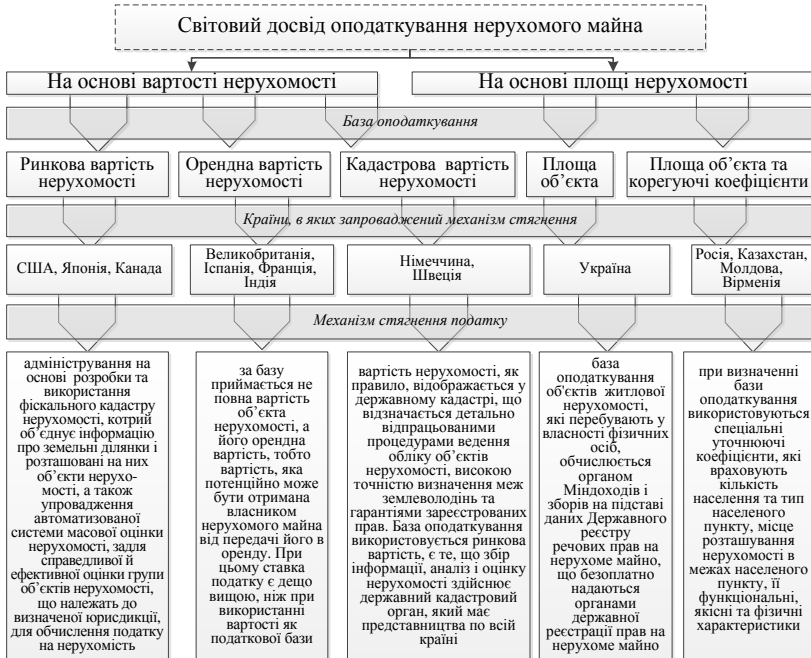 Світовий досвід оподаткування нерухомого майна
На основі вартості нерухомості
На основі площі нерухомості
База оподаткування
Ринкова вартість
нерухомості
Орендна вартість
нерухомості
Кадастрова вартість
нерухомості
Площа
об’єкта
Площа об’єкта та
корегуючі коефіцієнти
Країни, в яких запроваджений механізм стягнення
США, Японія, Канада
Великобританія,
Іспанія, Франція,
Індія
Німеччина,
Швеція
Україна
Росія, Казахстан,
Молдова,
Вірменія
Механізм стягнення податку
адміністрування на
основі розробки та
використання
фіскального кадастру
нерухомості, котрий
об’єднує інформацію
про земельні ділянки і
розташовані на них
об’єкти нерухо-
мості, а також
упровадження
автоматизованої
системи масової оцінки
нерухомості, задля
справедливої й
ефективної оцінки групи
об’єктів нерухомості,
що належать до
визначеної юрисдикції,
для обчислення податку
на нерухомість
за базу
приймається не
повна вартість
об’єкта
нерухомості, а
його орендна
вартість, тобто
вартість, яка
потенційно може
бути отримана
власником
нерухомого майна
від передачі його в
оренду. При
цьому ставка
податку є дещо
вищою, ніж при
використанні
вартості як
податкової бази
вартість нерухомості, як
правило, відображається у
державному кадастрі, що
відзначається детально
відпрацьованими
процедурами ведення
обліку об’єктів
нерухомості, високою
точністю визначення меж
землеволодінь та
гарантіями зареєстрованих
прав. База оподаткування
використовується ринкова
вартість, є те, що збір
інформації, аналіз і оцінку
нерухомості здійснює
державний кадастровий
орган, який має
представництва по всій
країні
база
оподаткування
об'єктів житлової
нерухомості,
які перебувають у
власності фізичних
осіб,
обчислюється
органом
Міндоходів і
зборів на підставі
даних Державного
реєстру
речових прав на
нерухоме майно,
що безоплатно
надаються
органами
державної
реєстрації прав на
нерухоме майно
при визначенні
бази
оподаткування
використовуються
спеціальні
уточнюючі
коефіцієнти, які
враховують
кількість
населення та тип
населеного
пункту, місце
розташування
нерухомості в
межах населеного
пункту, її
функціональні,
якісні та фізичні
характеристики